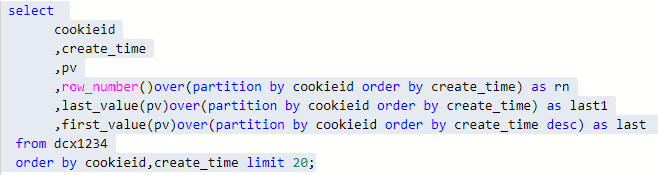 select
cookieid
,create_time
,pv
,row_number()over(partition by cookieid order by create_time) as rn
,last_value(pv)over(partition by cookieid order by create_time) as last1
,first_value(pv)over(partition by cookieid order by create_time desc) as last
from dcx1234
order by cookieid,create_time limit 20;